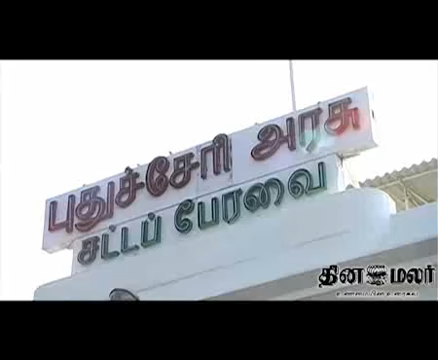 புதுச்சேரி அரசு
சட்டப் பேரவை
தினமலர்